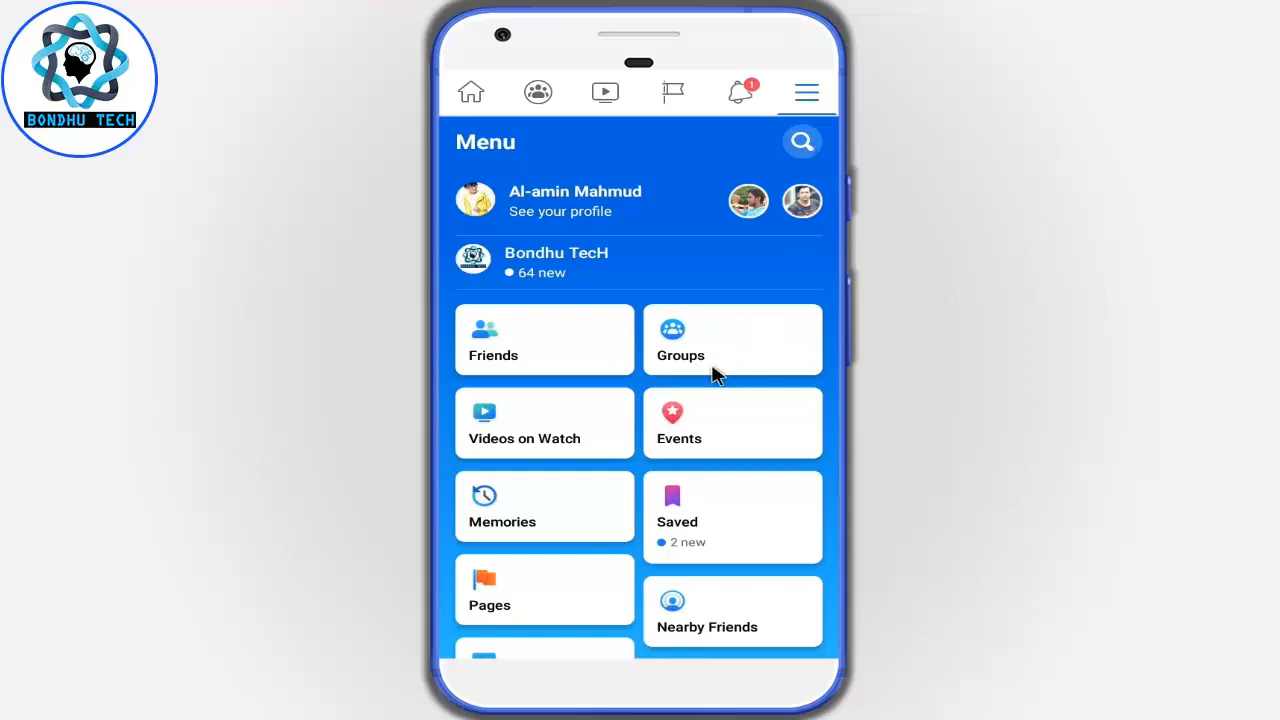 BONDHU TECH
1
Menu
Al-amin Mahmud
See your profile
Bondhu TecH
64 new
Friends
Groups
Videos on Watch
Events
Memories
Saved
2 new
Pages
Nearby Friends